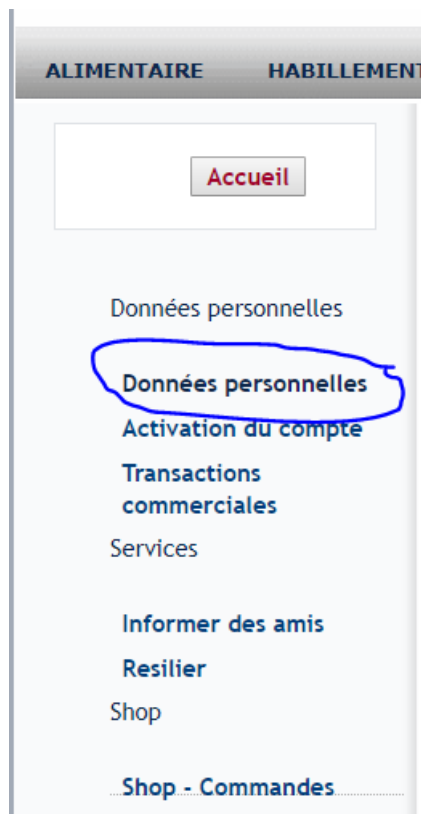 ALIMENTAIRE HABILLEMENT
Accueil
Données personnelles
Données personnelles
Activation du compte
Transactions
commerciales
Services
Informer des amis
Resilier
Shop
Shop - Commandes